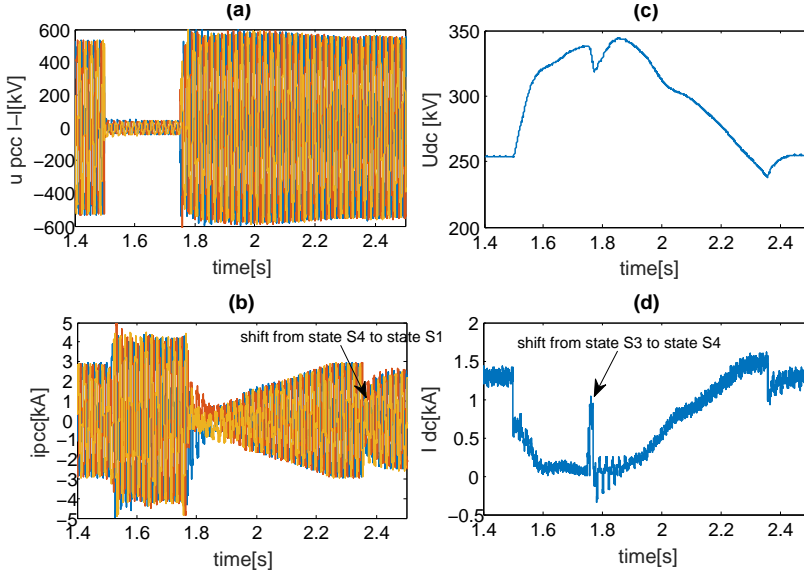 (a)
u pcc l−l[kV]
600
400
200
0
−200
−400
−600
1.4 1.6 1.8 2 2.2 2.4
time[s]
(c)
Udc [kV]
400
350
300
250
200
1.4 1.6 1.8 2 2.2 2.4
time[s]
(b)
ipcc[kA]
5
4
3
2
1
0
−1
−2
−3
−4
−5
shift from state S4 to state S1
1.4 1.6 1.8 2 2.2 2.4
time[s]
(d)
I dc[kA]
2
1.5
1
0.5
0
−0.5
shift from state S3 to state S4
1.4 1.6 1.8 2 2.2 2.4
time[s]